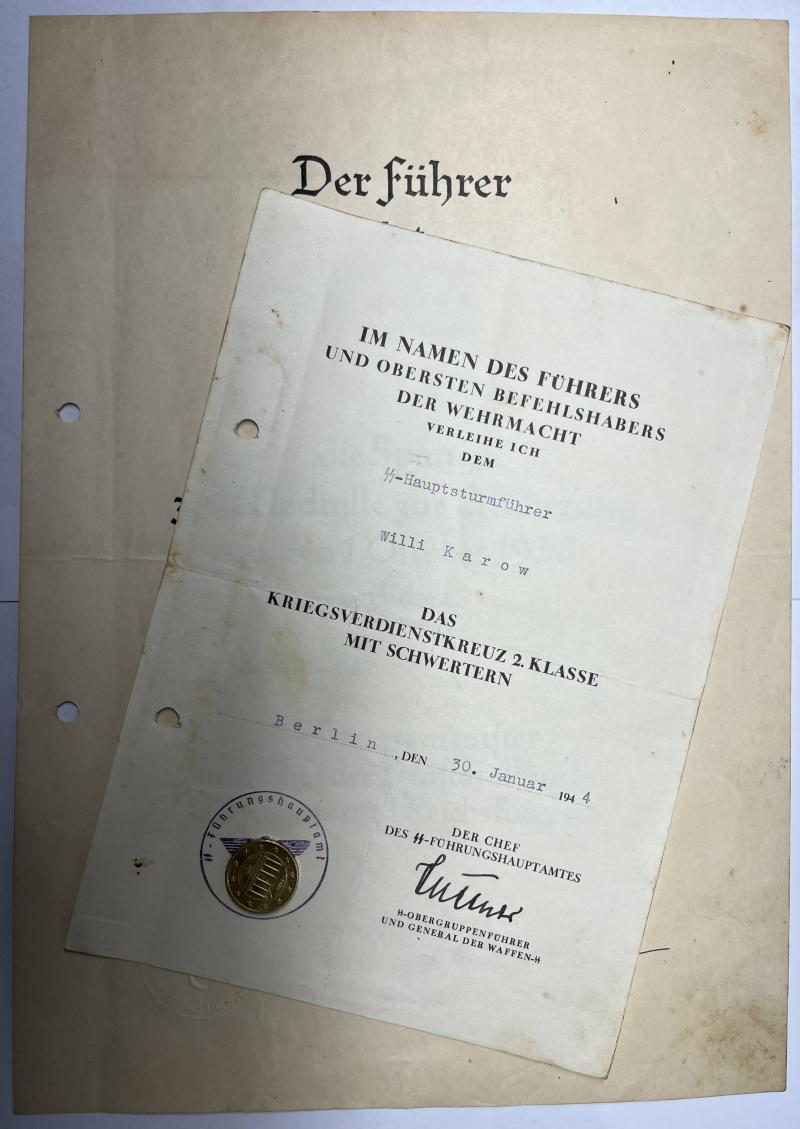 Der Führer
IM NAMEN DES FÜHRERS
UND OBERSTEN BEFEHLSHABERS
DER WEHRMACHT
VERLEIHE ICH
DEM
ᛋᛋ-Hauptsturmführer
Willi Karow
DAS
KRIEGSVERDIENSTKREUZ 2. KLASSE
MIT SCHWERTERN
Berlin, DEN 30. Januar 1944
ᛋᛋ-Führungshauptamt
DER CHEF
DES ᛋᛋ-FÜHRUNGSHAUPTAMTES
ᛋᛋ-OBERGRUPPENFÜHRER
UND GENERAL DER WAFFEN-ᛋᛋ